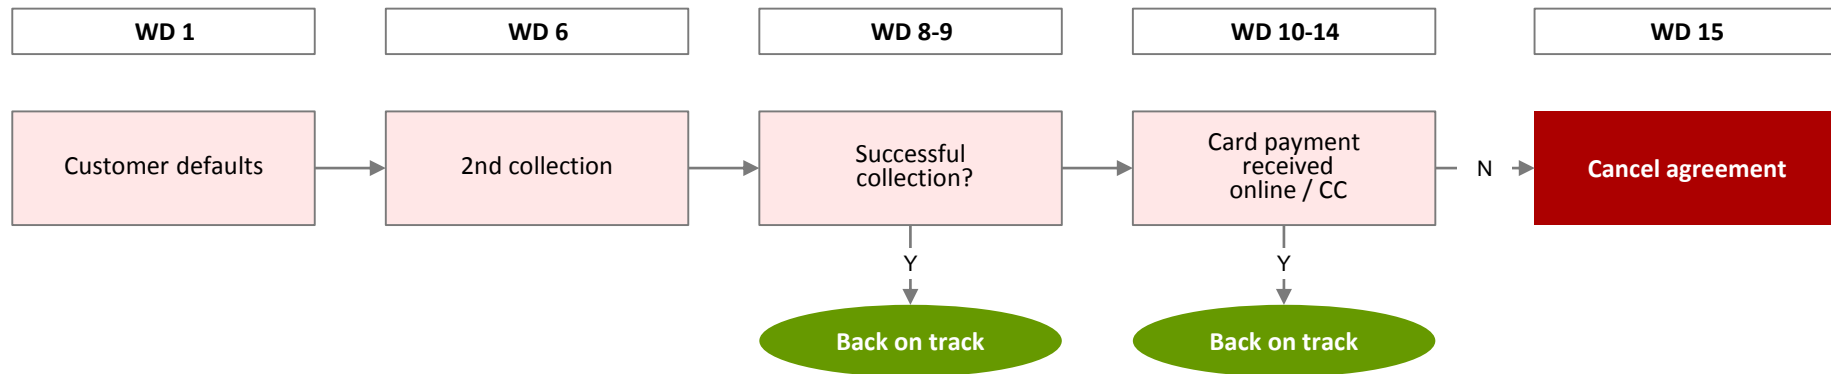 WD 1
WD 6
WD 8-9
WD 10-14
WD 15
Customer defaults
2nd collection
Successful
collection?
Card payment
received
online / CC
N
Cancel agreement
Y
Y
Back on track
Back on track